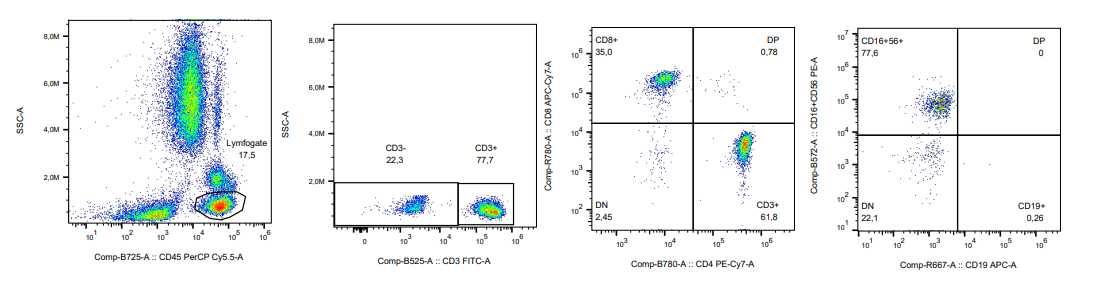 8,0M
6,0M
4,0M
2,0M
SSC-A
Lymfogate
17,5
10^1
10^2
10^3
10^4
10^5
10^6
Comp-B725-A :: CD45 PerCP Cy5.5-A
8,0M
6,0M
4,0M
2,0M
SSC-A
CD3-
22,3
CD3+
77,7
0
10^3
10^4
10^5
10^6
Comp-B525-A :: CD3 FITC-A
Comp-R780-A :: CD8 APC-Cy7-A
10^6
10^5
10^4
10^3
10^2
CD8+
35,0
DP
0,78
DN
2,45
CD3+
61,8
10^3
10^4
10^5
10^6
Comp-B780-A :: CD4 PE-Cy7-A
Comp-B572-A :: CD16+CD56 PE-A
10^7
10^6
10^5
10^4
10^3
10^2
10^1
CD16+56+
77,6
DP
0
DN
22,1
CD19+
0,26
10^1
10^2
10^3
10^4
10^5
10^6
Comp-R667-A :: CD19 APC-A